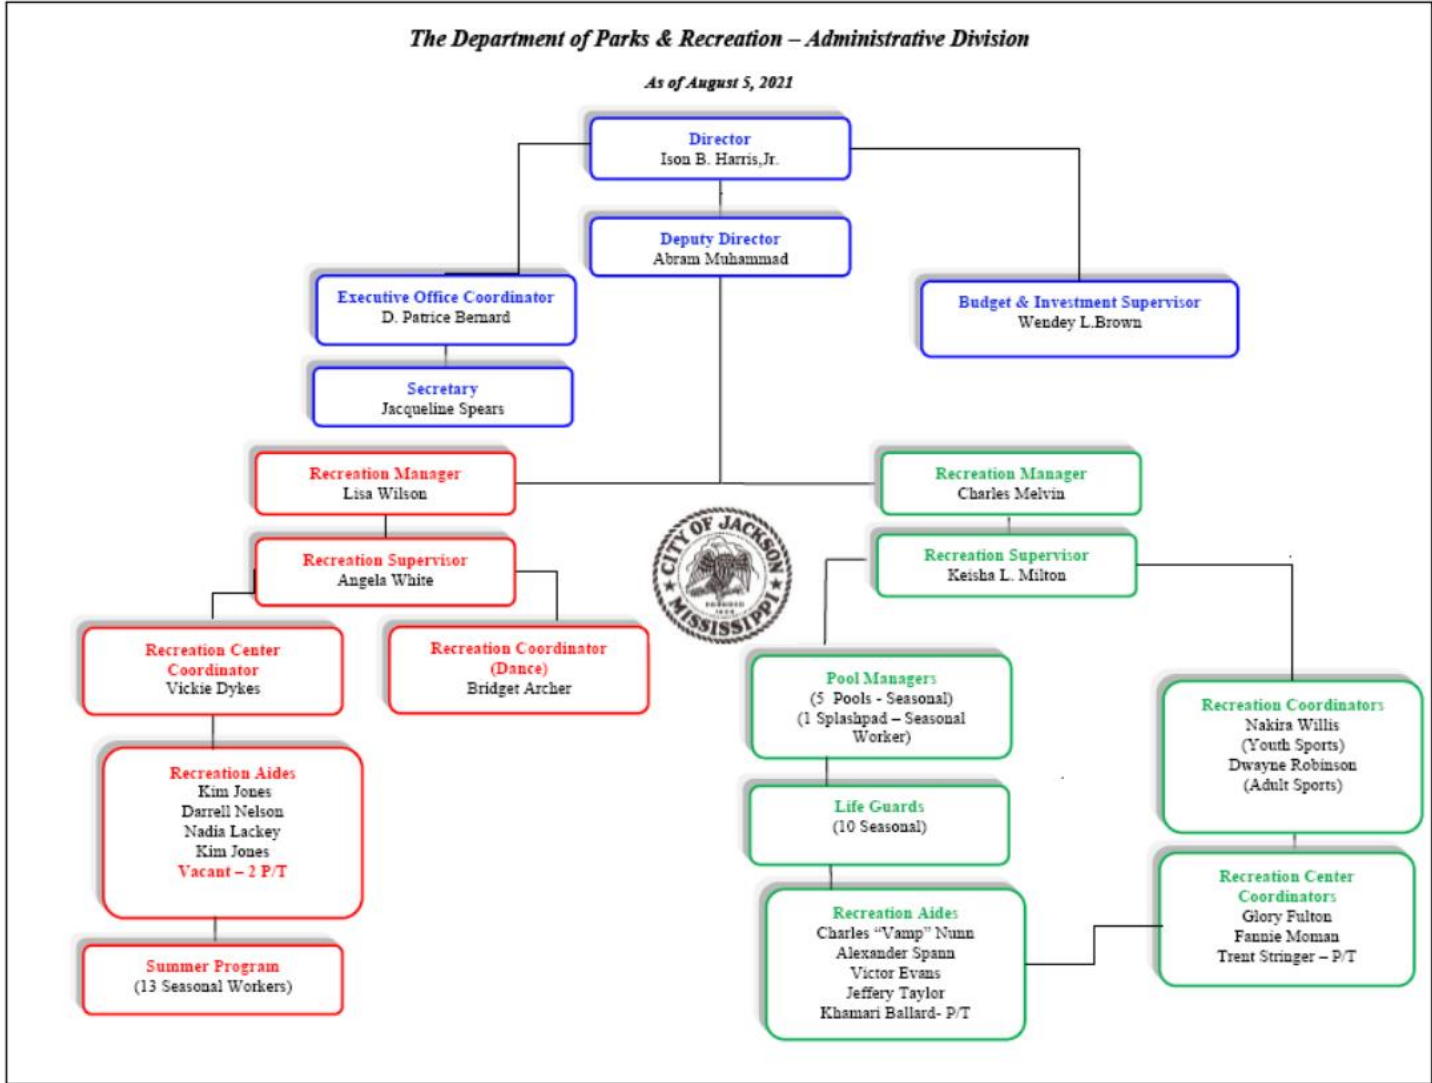 The Department of Parks & Recreation – Administrative Division
As of August 5, 2021
Director
Ison B. Harris,Jr.
Deputy Director
Abram Muhammad
Executive Office Coordinator
D. Patrice Bernard
Budget & Investment Supervisor
Wendey L.Brown
Secretary
Jacqueline Spears
Recreation Manager
Lisa Wilson
Recreation Manager
Charles Melvin
Recreation Supervisor
Angela White
CITY OF JACKSON
MISSISSIPPI
FOUNDED
Recreation Supervisor
Keisha L. Milton
Recreation Center
Coordinator
Vickie Dykes
Recreation Coordinator
(Dance)
Bridget Archer
Pool Managers
(5 Pools - Seasonal)
(1 Splashpad – Seasonal
Worker)
Recreation Coordinators
Nakira Willis
(Youth Sports)
Dwayne Robinson
(Adult Sports)
Recreation Aides
Kim Jones
Darrell Nelson
Nadia Lackey
Kim Jones
Vacant – 2 P/T
Life Guards
(10 Seasonal)
Recreation Center
Coordinators
Glory Fulton
Fannie Moman
Trent Stringer – P/T
Recreation Aides
Charles “Vamp” Nunn
Alexander Spann
Victor Evans
Jeffery Taylor
Khamari Ballard- P/T
Summer Program
(13 Seasonal Workers)